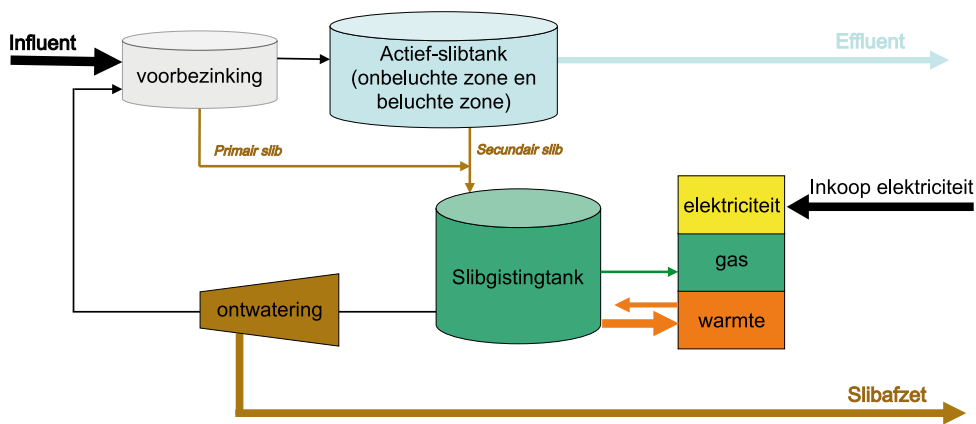 Influent
voorbezinking
Actief-slibtank
(onbeluchte zone en
beluchte zone)
Effluent
Primair slib
Secundair slib
Inkoop elektriciteit
elektriciteit
gas
Slibgistingtank
warmte
ontwatering
Slibafzet